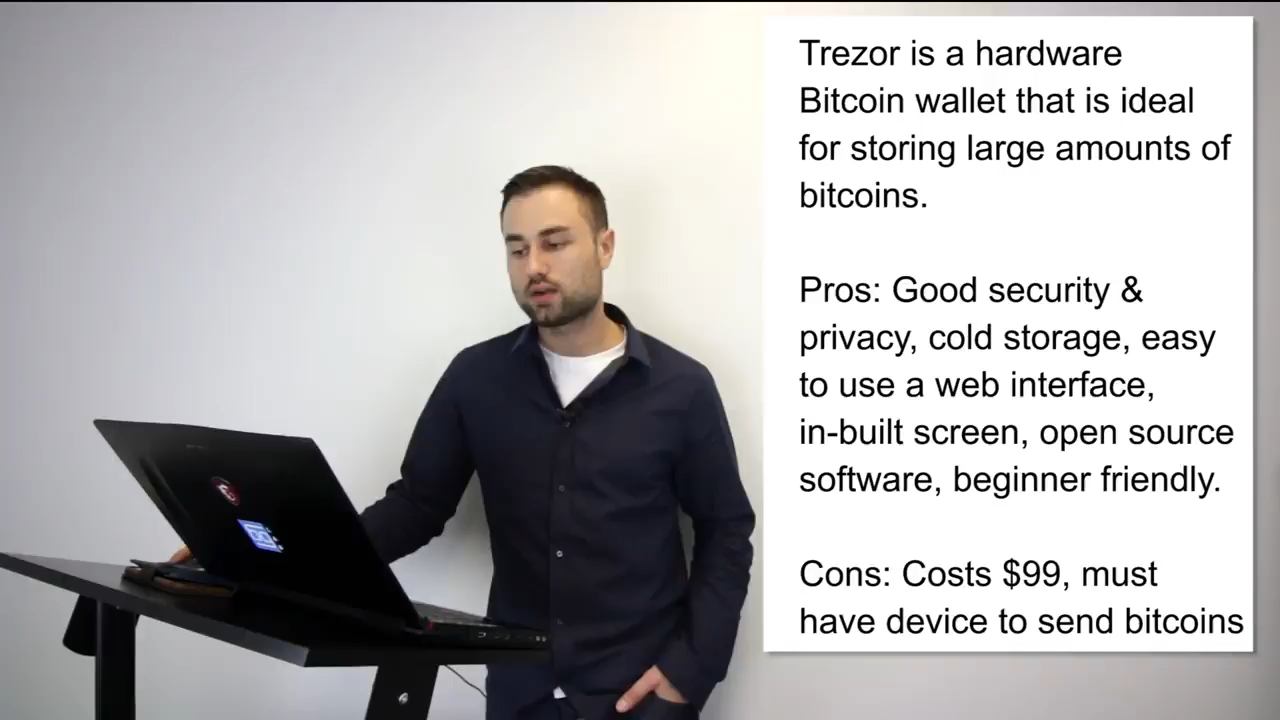 Trezor is a hardware
Bitcoin wallet that is ideal
for storing large amounts of
bitcoins.
Pros: Good security &
privacy, cold storage, easy
to use a web interface,
in-built screen, open source
software, beginner friendly.
Cons: Costs $99, must
have device to send bitcoins